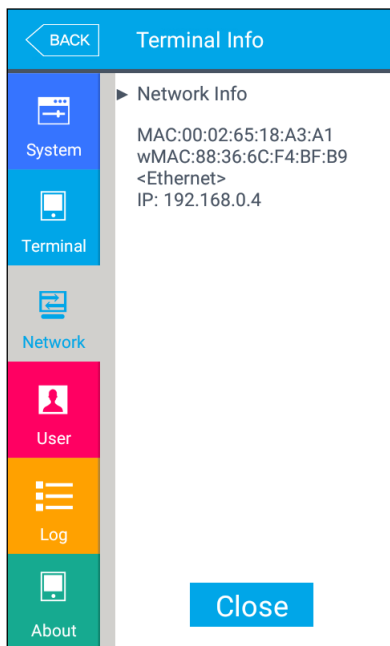 BACK
Terminal Info
System
Terminal
Network
User
Log
About
▶ Network Info
MAC:00:02:65:18:A3:A1
wMAC:88:36:6C:F4:BF:B9
<Ethernet>
IP: 192.168.0.4
Close